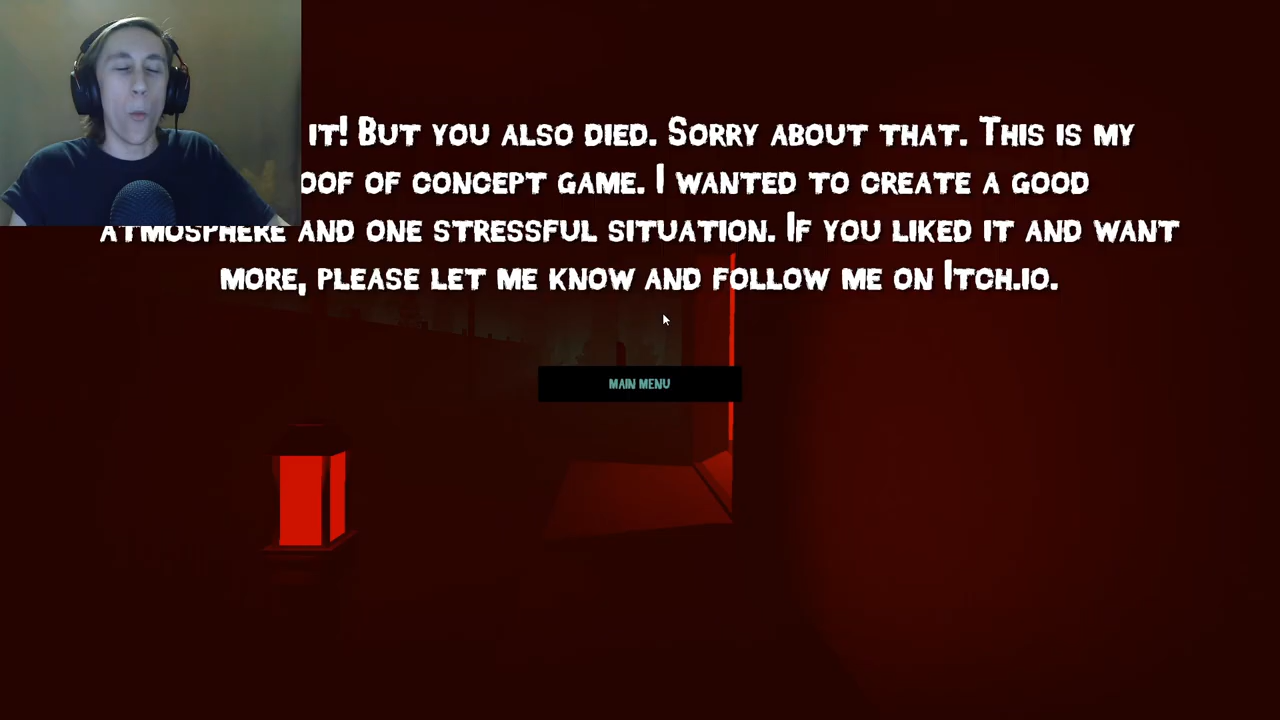 it! But you also died. Sorry about that. This is my
of concept game. I wanted to create a good
atmosphere and one stressful situation. If you liked it and want
more, please let me know and follow me on Itch.io.
MAIN MENU